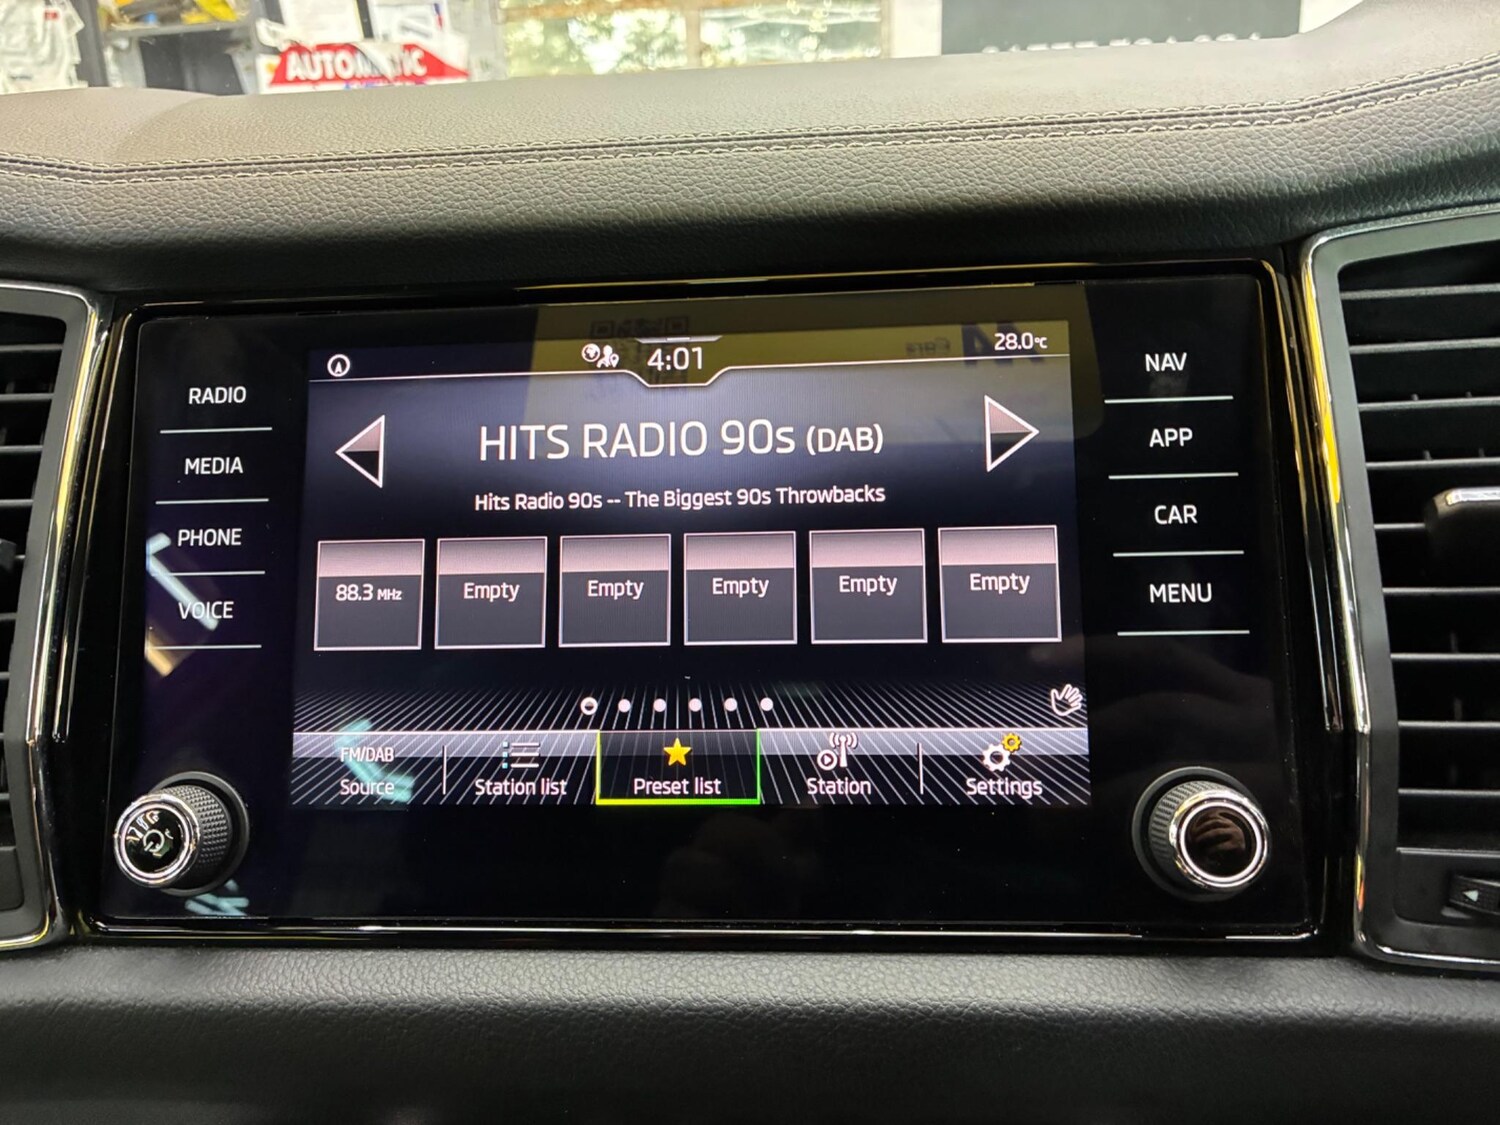 AUTOMATIC
RADIO
MEDIA
PHONE
VOICE
4:01
28.0°C
HITS RADIO 90s (DAB)
Hits Radio 90s -- The Biggest 90s Throwbacks
88.3 MHz
Empty
Empty
Empty
Empty
Empty
FM/DAB
Source
Station list
Preset list
Station
Settings
NAV
APP
CAR
MENU